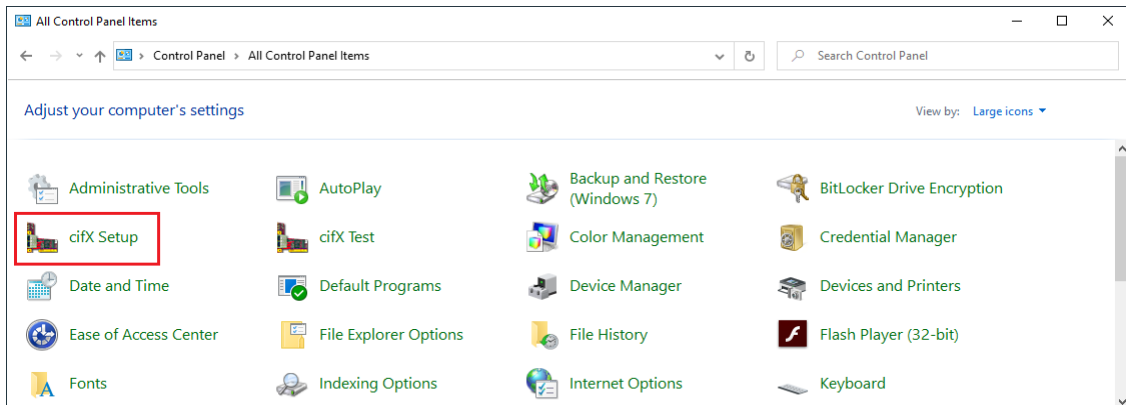 All Control Panel Items
Control Panel > All Control Panel Items
Search Control Panel
Adjust your computer's settings
View by: Large icons
Administrative Tools
AutoPlay
Backup and Restore
(Windows 7)
BitLocker Drive Encryption
cifX Setup
cifX Test
Color Management
Credential Manager
Date and Time
Default Programs
Device Manager
Devices and Printers
Ease of Access Center
File Explorer Options
File History
Flash Player (32-bit)
Fonts
Indexing Options
Internet Options
Keyboard